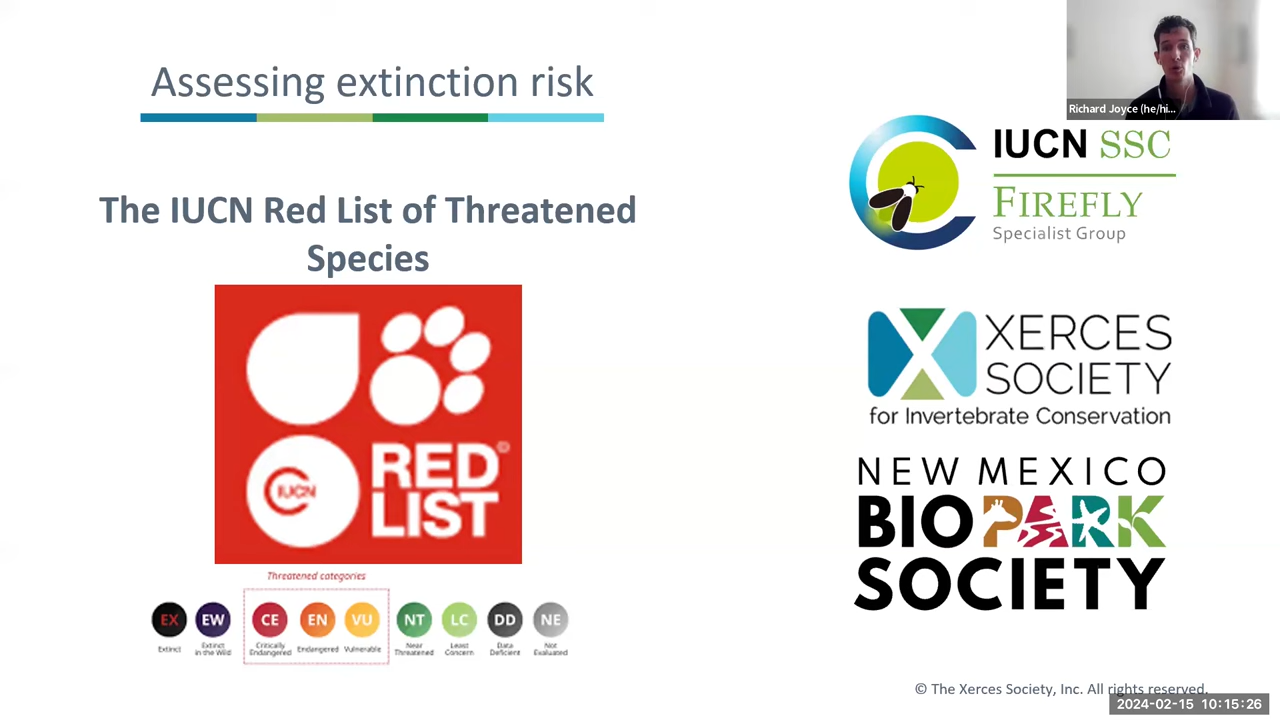 Assessing extinction risk
The IUCN Red List of Threatened
Species
IUCN
RED
LIST
©
Threatened categories
EX
EW
CE
EN
VU
NT
LC
DD
NE
Extinct
Extinct
in the Wild
Critically
Endangered
Endangered
Vulnerable
Near
Threatened
Least
Concern
Data
Deficient
Not
Evaluated
Richard Joyce (he/hi...
IUCN SSC
FIREFLY
Specialist Group
XERCES
SOCIETY
for Invertebrate Conservation
NEW MEXICO
BIOPARK
SOCIETY
© The Xerces Society, Inc. All rights reserved.
2024-02-15 10:15:26